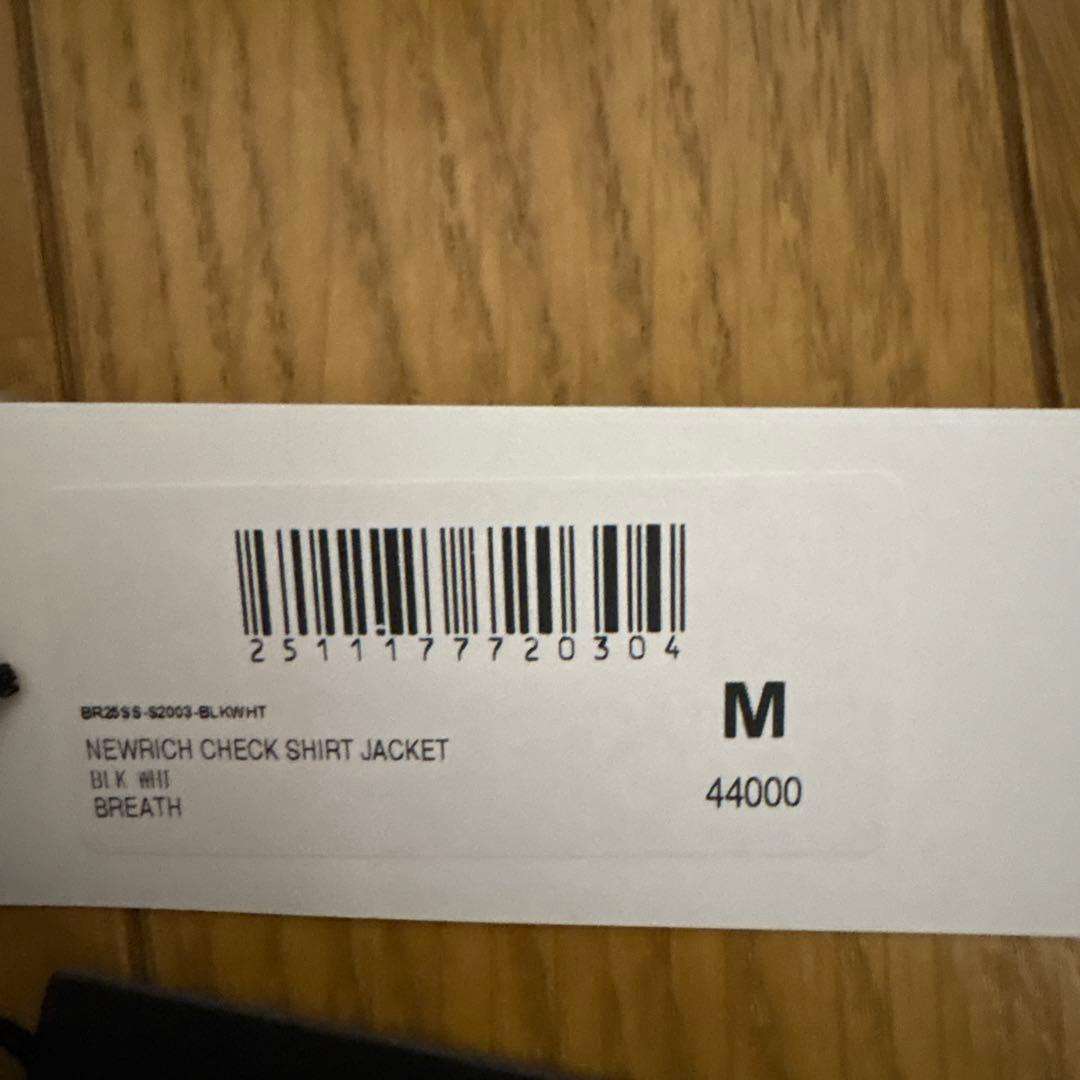 2511177720304
BR25SS-S2003-BLKWHT
M
NEWRICH CHECK SHIRT JACKET
BLK WHT
44000
BREATH